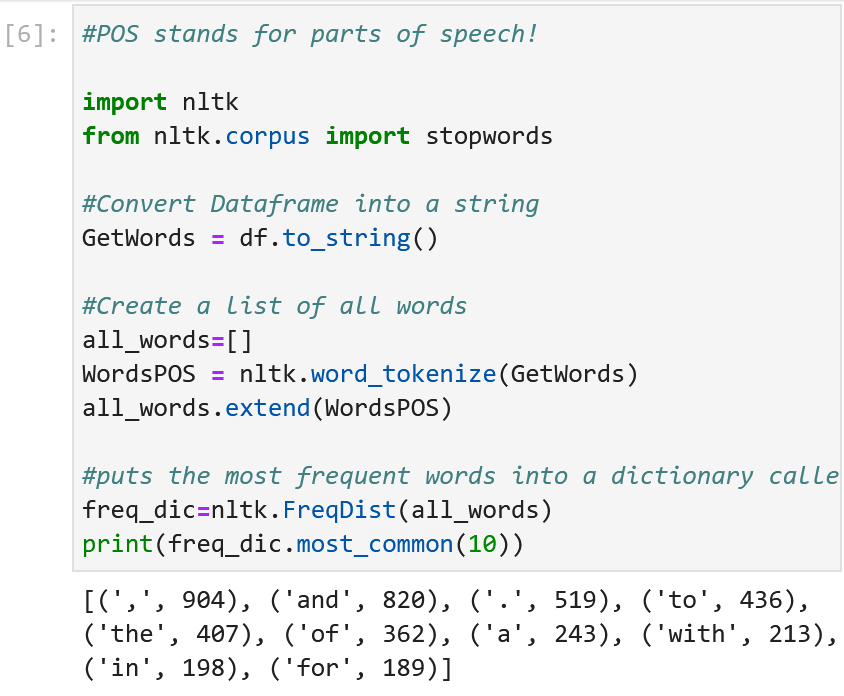 [6]: #POS stands for parts of speech!
import nltk
from nltk.corpus import stopwords
#Convert Dataframe into a string
GetWords = df.to_string()
#Create a list of all words
all_words=[]
WordsPOS = nltk.word_tokenize(GetWords)
all_words.extend(WordsPOS)
#puts the most frequent words into a dictionary calle
freq_dic=nltk.FreqDist(all_words)
print(freq_dic.most_common(10))
[(',', 904), ('and', 820), ('.', 519), ('to', 436),
('the', 407), ('of', 362), ('a', 243), ('with', 213),
('in', 198), ('for', 189)]